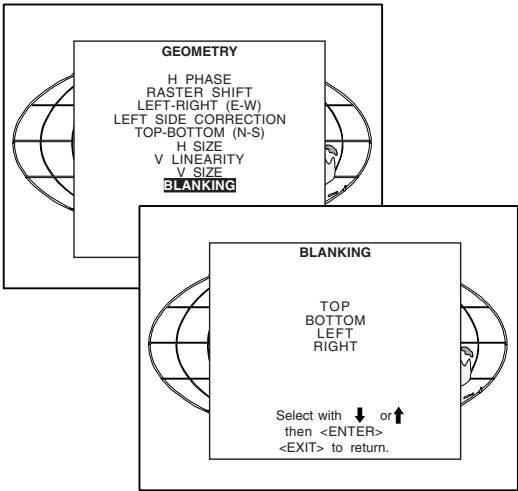 GEOMETRY
H PHASE
RASTER SHIFT
LEFT-RIGHT (E-W)
LEFT SIDE CORRECTION
TOP-BOTTOM (N-S)
H SIZE
V LINEARITY
V SIZE
BLANKING
BLANKING
TOP
BOTTOM
LEFT
RIGHT
Select with ⬇ or⬆
then <ENTER>
<EXIT> to return.